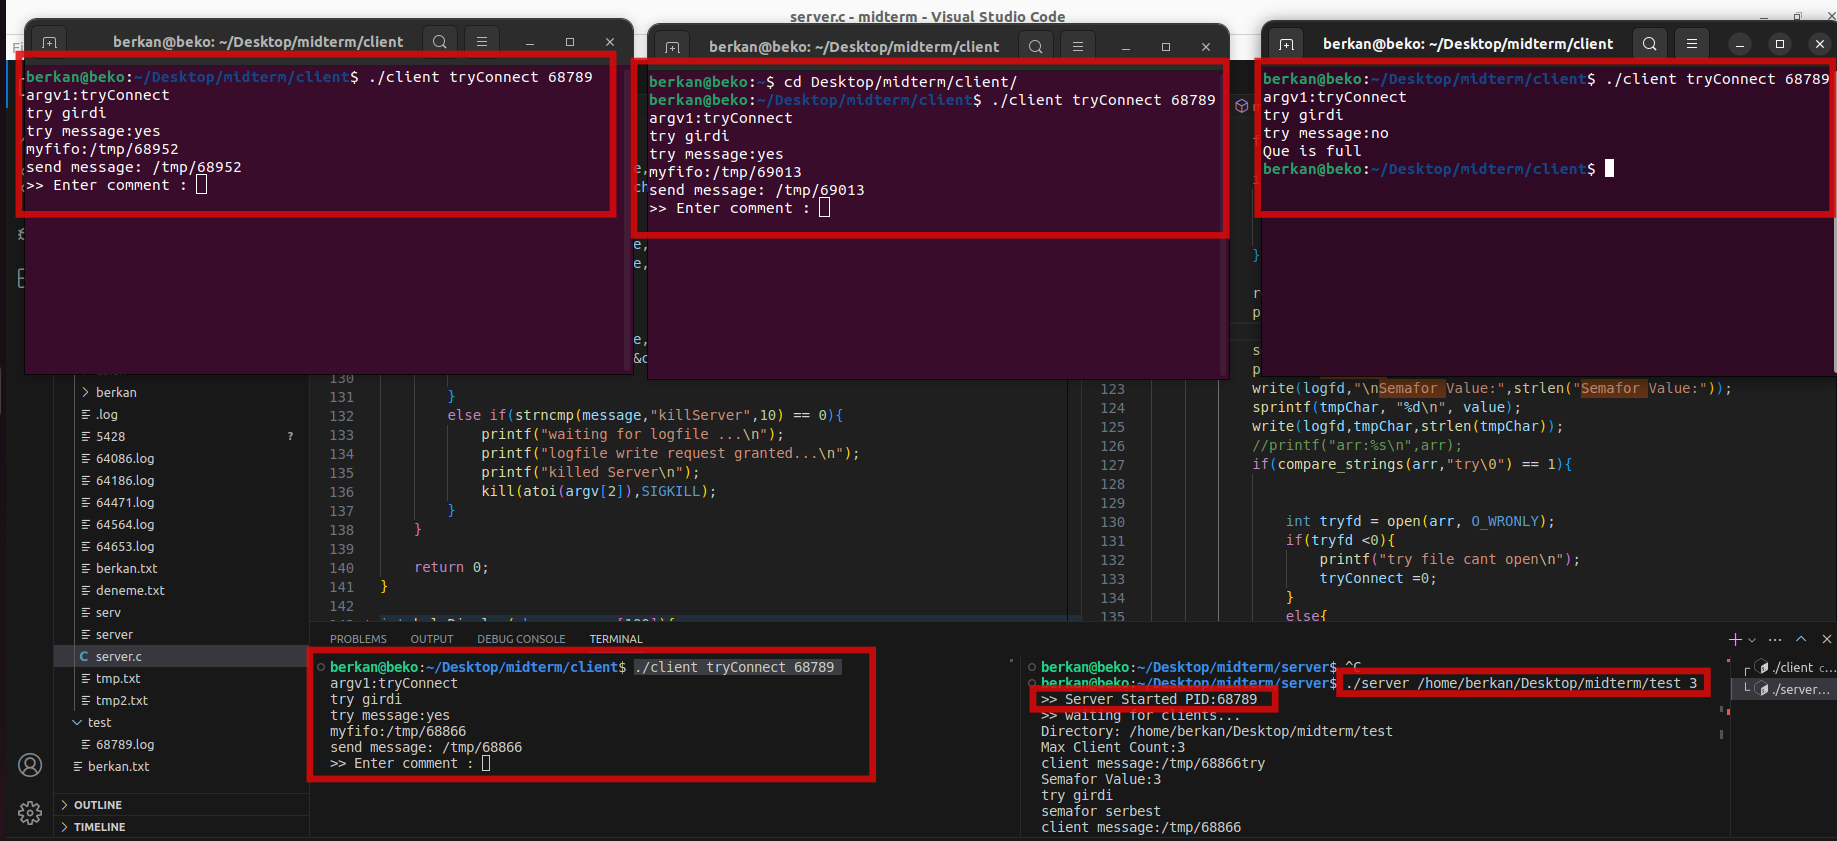 server.c - midterm - Visual Studio Code
berkan@beko: ~/Desktop/midterm/client
berkan@beko:~/Desktop/midterm/client$ ./client tryConnect 68789
argv1:tryConnect
try girdi
try message:yes
myfifo:/tmp/68952
send message: /tmp/68952
>> Enter comment :
berkan@beko: ~/Desktop/midterm/client
berkan@beko:~$ cd Desktop/midterm/client/
berkan@beko:~/Desktop/midterm/client$ ./client tryConnect 68789
argv1:tryConnect
try girdi
try message:yes
myfifo:/tmp/69013
send message: /tmp/69013
>> Enter comment :
berkan@beko: ~/Desktop/midterm/client
berkan@beko:~/Desktop/midterm/client$ ./client tryConnect 68789
argv1:tryConnect
try girdi
try message:no
Que is full
berkan@beko:~/Desktop/midterm/client$
berkan
.log
5428 ?
64086.log
64186.log
64471.log
64564.log
64653.log
berkan.txt
deneme.txt
serv
server
C server.c
tmp.txt
tmp2.txt
test
68789.log
berkan.txt
OUTLINE
TIMELINE
130
131 }
132 else if(strncmp(message,"killServer",10) == 0){
133 printf("waiting for logfile ...\n");
134 printf("logfile write request granted...\n");
135 printf("killed Server\n");
136 kill(atoi(argv[2]),SIGKILL);
137 }
138 }
139
140 return 0;
141 }
142
123 write(logfd,"\nSemafor Value:",strlen("Semafor Value:"));
124 sprintf(tmpChar, "%d\n", value);
125 write(logfd,tmpChar,strlen(tmpChar));
126 //printf("arr:%s\n",arr);
127 if(compare_strings(arr,"try\0") == 1){
128
129
130 int tryfd = open(arr, O_WRONLY);
131 if(tryfd <0){
132 printf("try file cant open\n");
133 tryConnect =0;
134 }
135 else{
PROBLEMS OUTPUT DEBUG CONSOLE TERMINAL
berkan@beko:~/Desktop/midterm/client$ ./client tryConnect 68789
argv1:tryConnect
try girdi
try message:yes
myfifo:/tmp/68866
send message: /tmp/68866
>> Enter comment :
berkan@beko:~/Desktop/midterm/server$ ^C
berkan@beko:~/Desktop/midterm/server$ ./server /home/berkan/Desktop/midterm/test 3
>> Server Started PID:68789
>> waiting for clients...
Directory: /home/berkan/Desktop/midterm/test
Max Client Count:3
client message:/tmp/68866try
Semafor Value:3
try girdi
semafor serbest
client message:/tmp/68866
./client c...
./server...